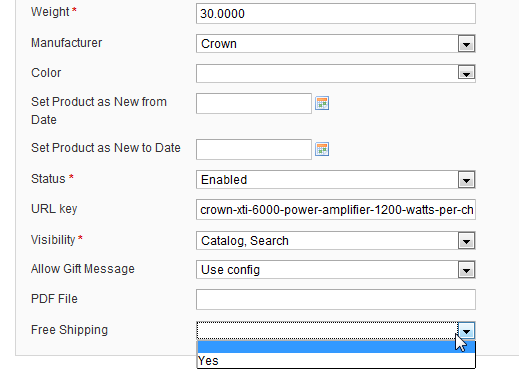 Weight * 30.0000
Manufacturer Crown
Color
Set Product as New from
Date
Set Product as New to Date
Status * Enabled
URL key crown-xti-6000-power-amplifier-1200-watts-per-ch
Visibility * Catalog, Search
Allow Gift Message Use config
PDF File
Free Shipping
Yes